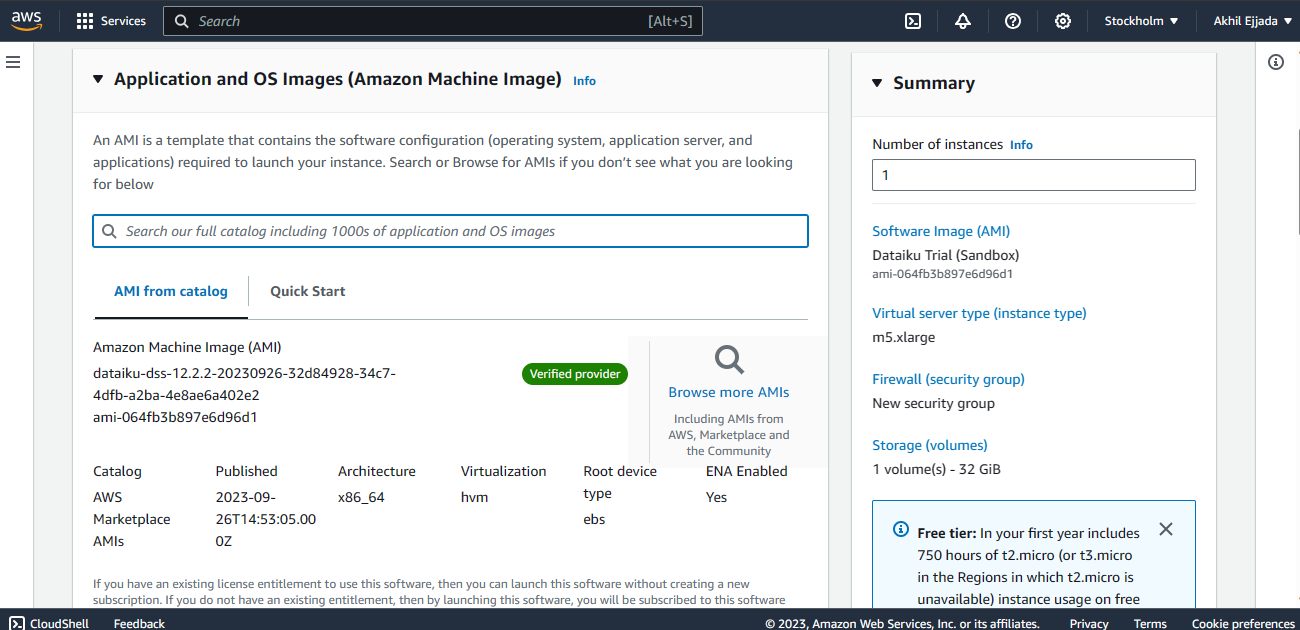 aws
Services
Search
[Alt+S]
Stockholm
Akhil Ejjada
Application and OS Images (Amazon Machine Image) Info
An AMI is a template that contains the software configuration (operating system, application server, and
applications) required to launch your instance. Search or Browse for AMIs if you don’t see what you are looking
for below
Search our full catalog including 1000s of application and OS images
AMI from catalog
Quick Start
Amazon Machine Image (AMI)
dataiku-dss-12.2.2-20230926-32d84928-34c7-
4dfb-a2ba-4e8ae6a402e2
ami-064fb3b897e6d96d1
Verified provider
Browse more AMIs
Including AMIs from
AWS, Marketplace and
the Community
Catalog
AWS
Marketplace
AMIs
Published
2023-09-
26T14:53:05.00
0Z
Architecture
x86_64
Virtualization
hvm
Root device
type
ebs
ENA Enabled
Yes
If you have an existing license entitlement to use this software, then you can launch this software without creating a new
subscription. If you do not have an existing entitlement, then by launching this software, you will be subscribed to this software
Summary
Number of instances Info
1
Software Image (AMI)
Dataiku Trial (Sandbox)
ami-064fb3b897e6d96d1
Virtual server type (instance type)
m5.xlarge
Firewall (security group)
New security group
Storage (volumes)
1 volume(s) - 32 GiB
Free tier: In your first year includes
750 hours of t2.micro (or t3.micro
in the Regions in which t2.micro is
unavailable) instance usage on free
CloudShell
Feedback
© 2023, Amazon Web Services, Inc. or its affiliates.
Privacy
Terms
Cookie preferences